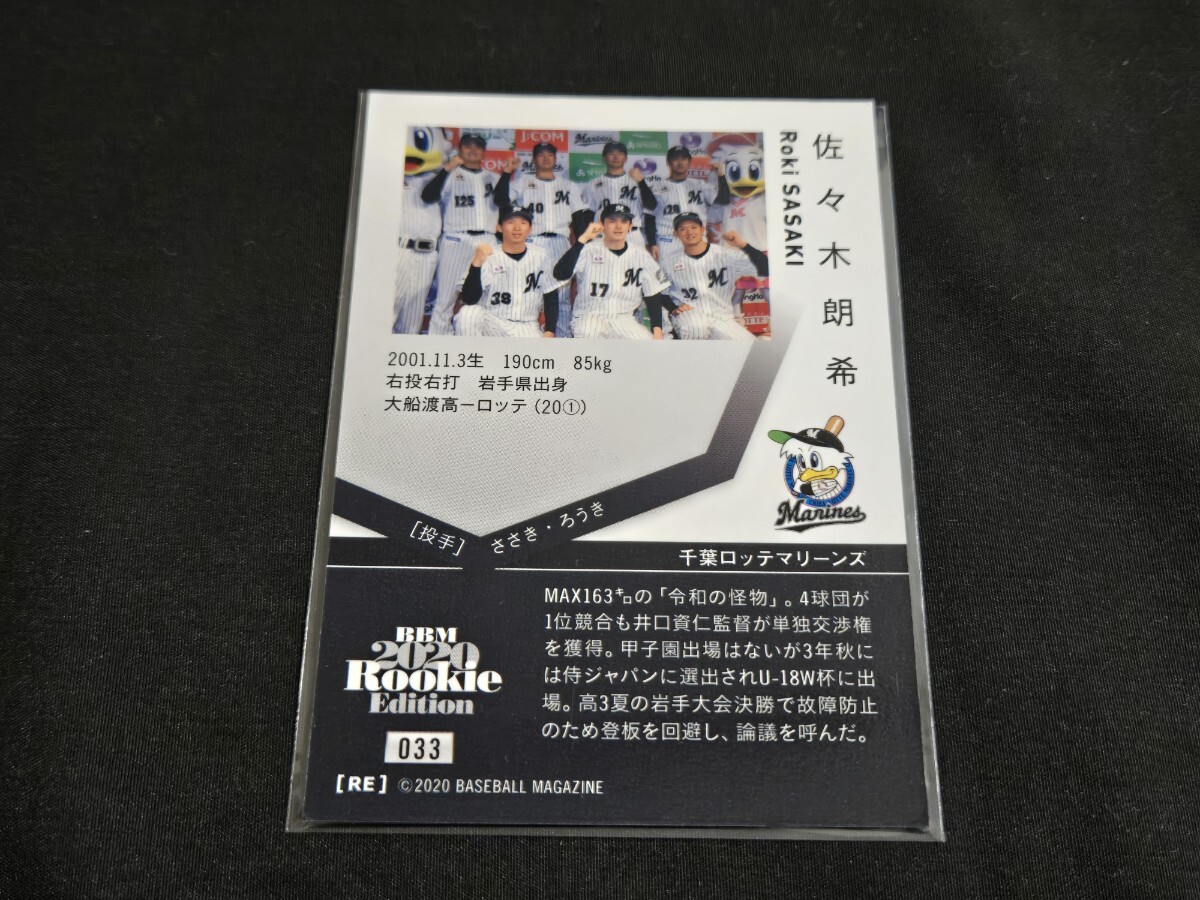 佐々木朗希
Roki SASAKI
J:COM
Marines
125
40
128
38
17
32
2001.11.3生 190cm 85kg
右投右打 岩手県出身
大船渡高ーロッテ(20①)
Marines
[投手] ささき・ろうき
千葉ロッテマリーンズ
MAX163㌔の「令和の怪物」。4球団が
1位競合も井口資仁監督が単独交渉権
を獲得。甲子園出場はないが3年秋に
は侍ジャパンに選出されU-18W杯に出
場。高3夏の岩手大会決勝で故障防止
のため登板を回避し、論議を呼んだ。
BBM
2020
Rookie
Edition
033
[RE] ©2020 BASEBALL MAGAZINE